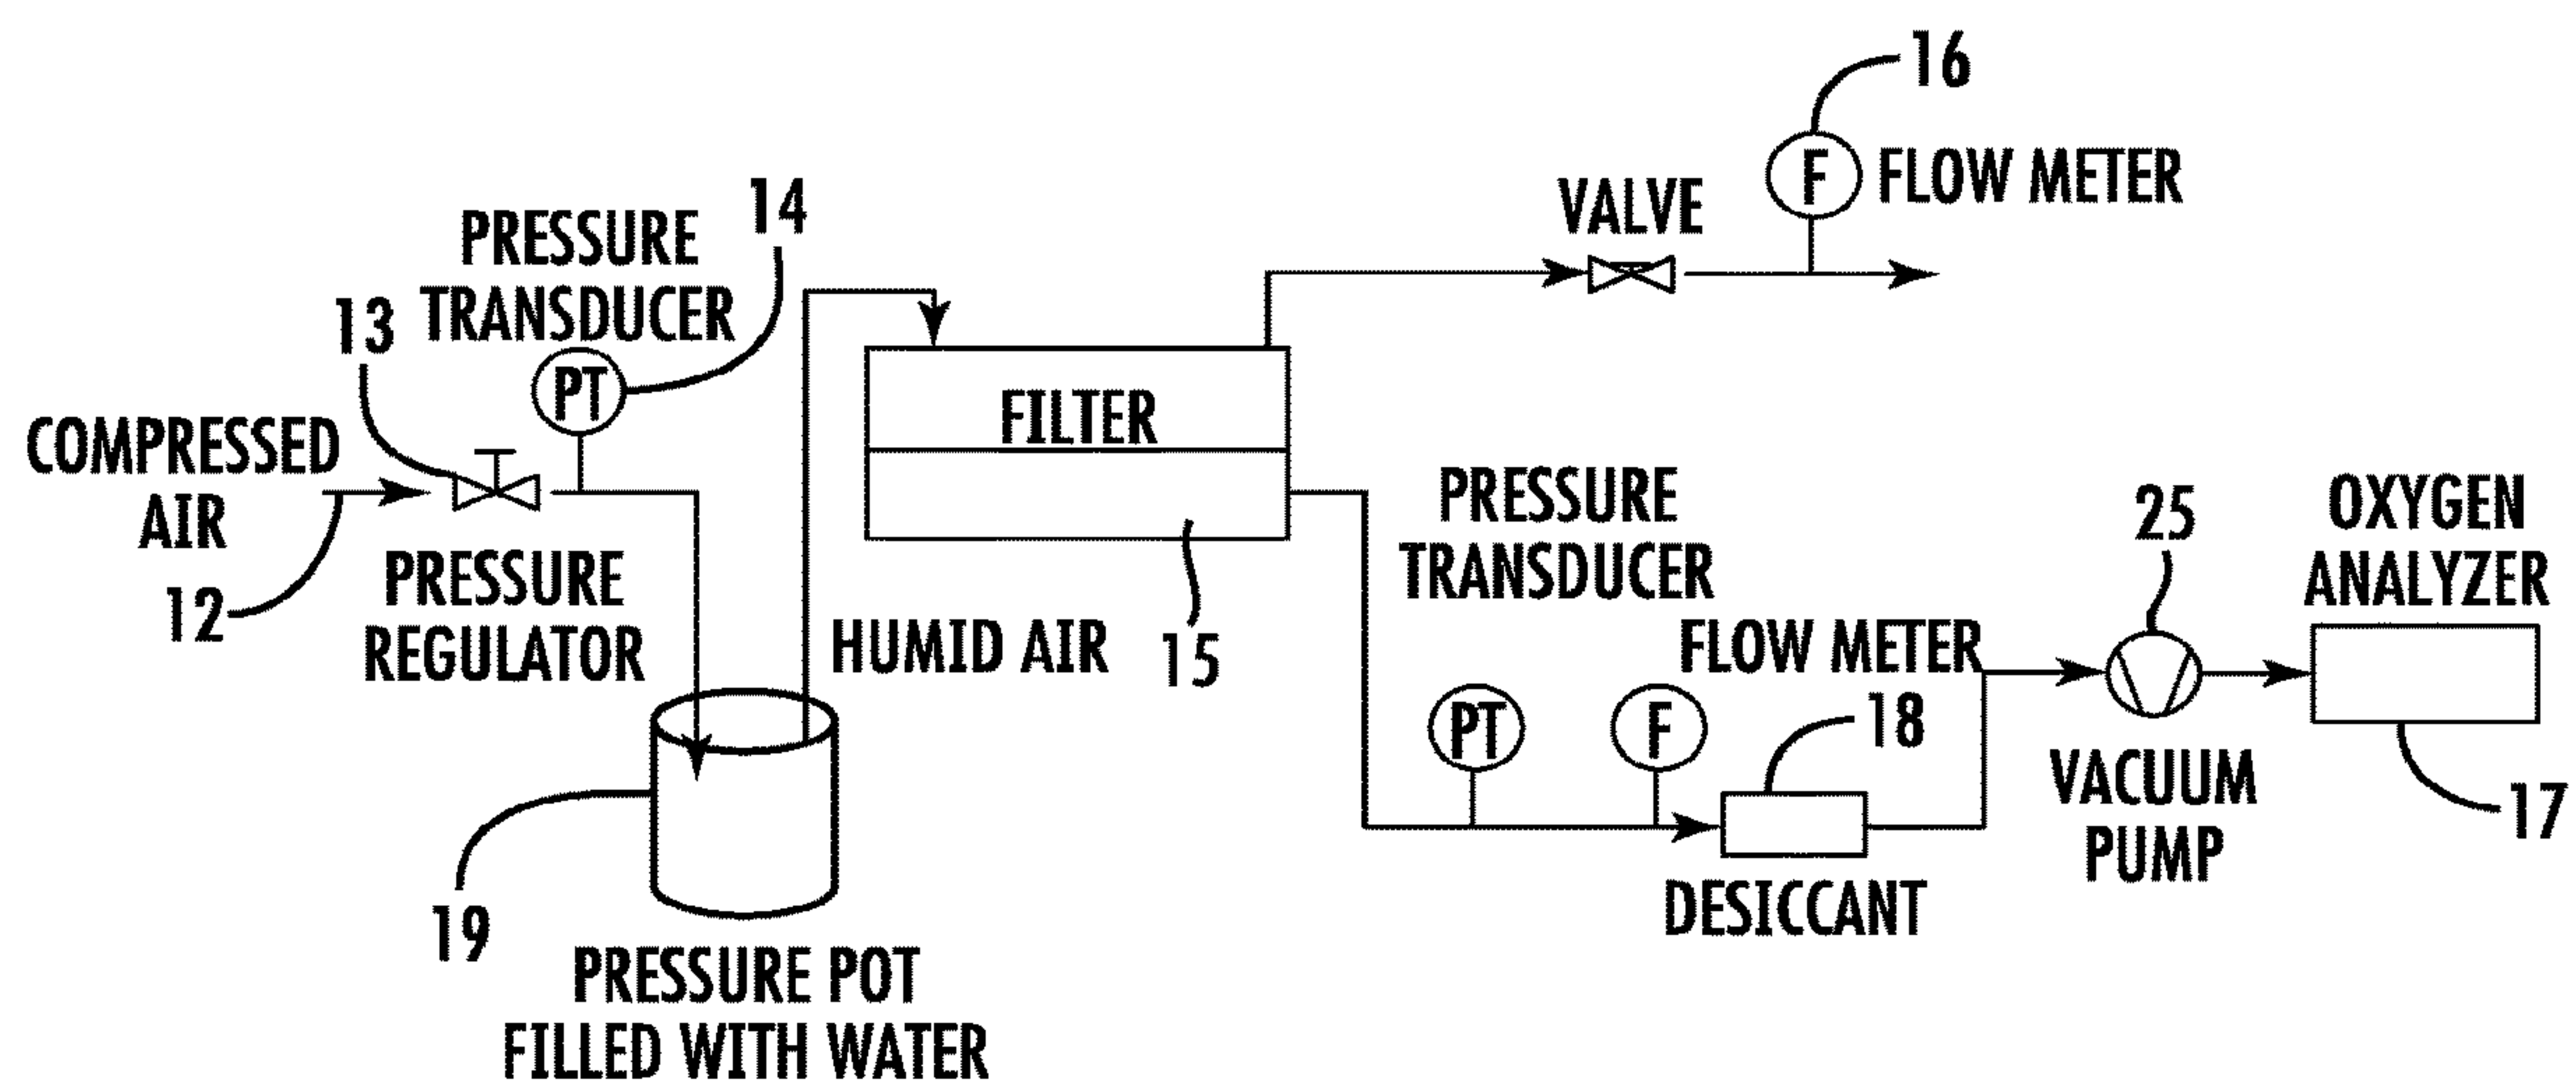 16
F
FLOW METER
VALVE
14
PRESSURE
TRANSDUCER
13
PT
COMPRESSED
AIR
12
PRESSURE
REGULATOR
FILTER
15
HUMID AIR
19
PRESSURE POT
FILLED WITH WATER
PRESSURE
TRANSDUCER
PT
FLOW METER
F
18
DESICCANT
25
VACUUM
PUMP
OXYGEN
ANALYZER
17